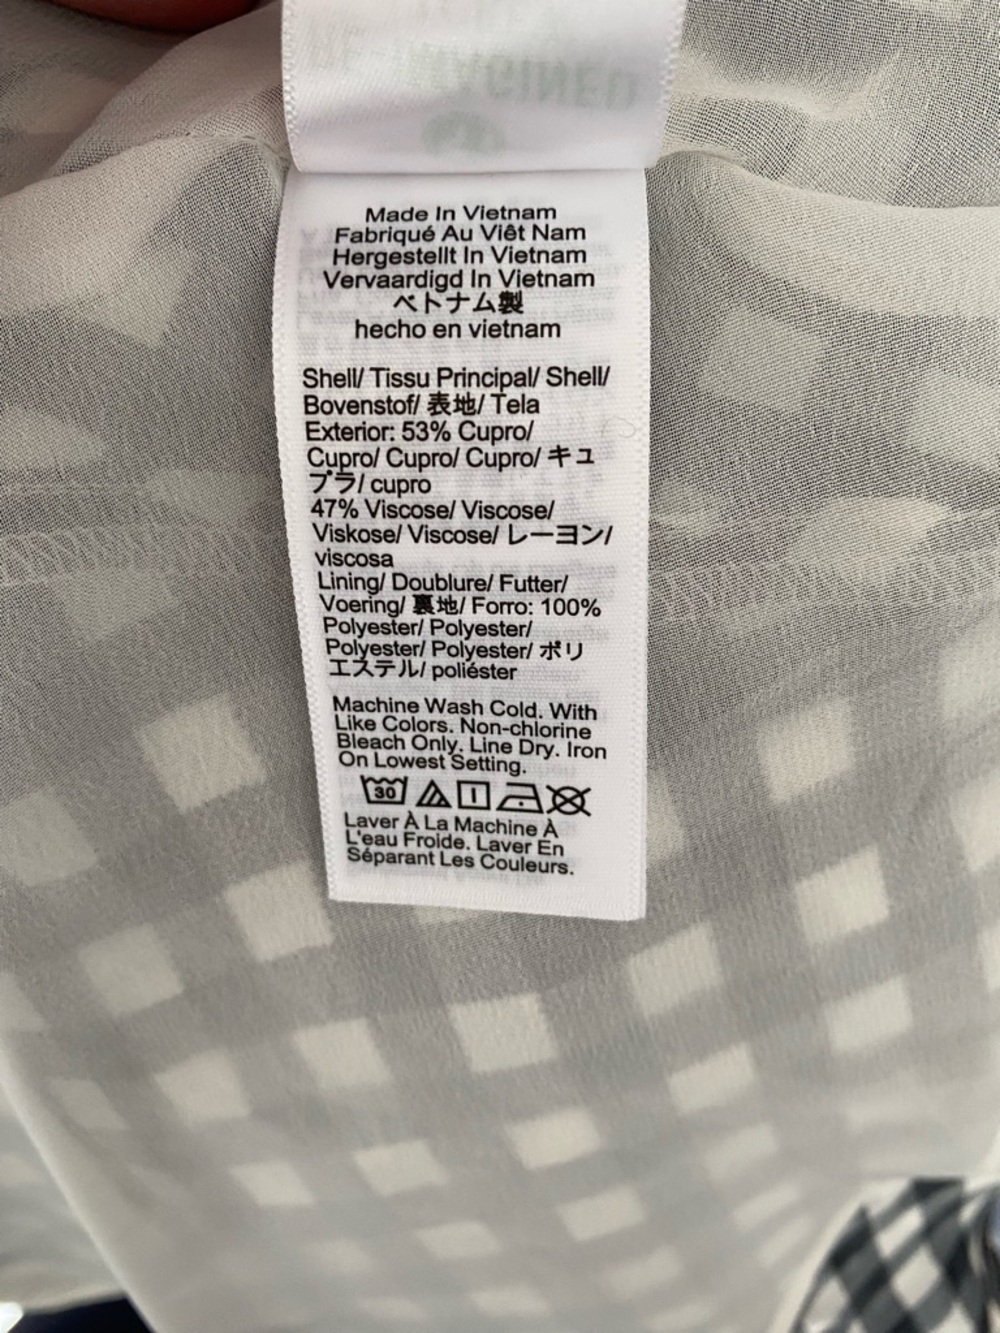 RE-IMAGINED
Made In Vietnam
Fabriqué Au Viêt Nam
Hergestellt In Vietnam
Vervaardigd In Vietnam
ベトナム製
hecho en vietnam
Shell/ Tissu Principal/ Shell/
Bovenstof/ 表地/ Tela
Exterior: 53% Cupro/
Cupro/ Cupro/ Cupro/ キュ
プラ/ cupro
47% Viscose/ Viscose/
Viskose/ Viscose/ レーヨン/
viscosa
Lining/ Doublure/ Futter/
Voering/ 裏地/ Forro: 100%
Polyester/ Polyester/
Polyester/ Polyester/ ポリ
エステル/ poliéster
Machine Wash Cold. With
Like Colors. Non-chlorine
Bleach Only. Line Dry. Iron
On Lowest Setting.
30
Laver À La Machine À
L'eau Froide. Laver En
Séparant Les Couleurs.